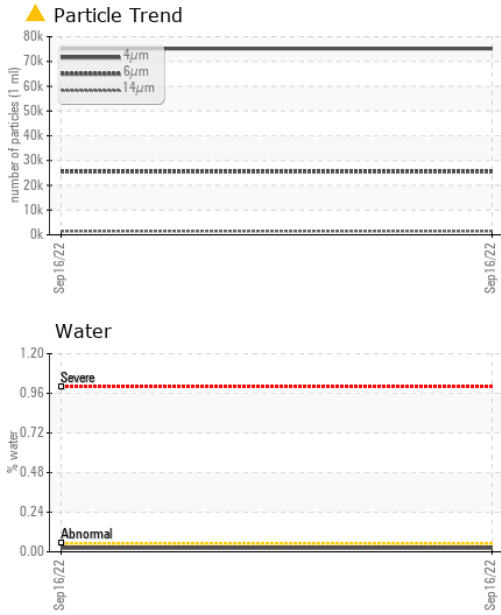 Particle Trend
number of particles (1 ml)
80k
70k
60k
50k
40k
30k
20k
10k
0k
4µm
6µm
14µm
Sep16/22
Sep16/22
Water
% water
1.20
0.96
0.72
0.48
0.24
0.00
Severe
Abnormal
Sep16/22
Sep16/22